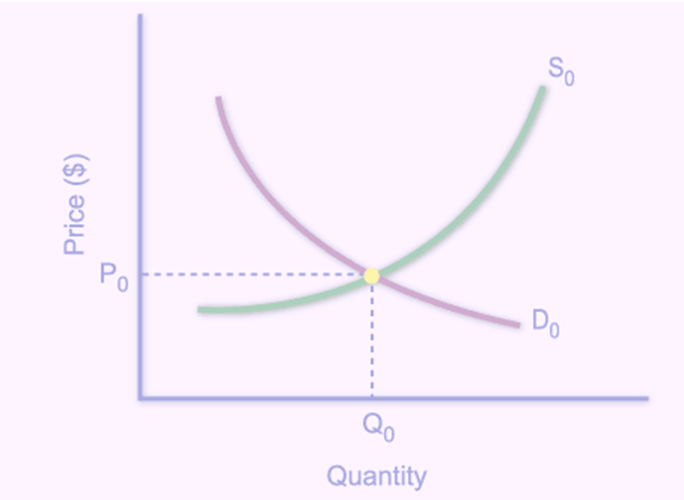 S₀
Price ($)
P₀
D₀
Q₀
Quantity